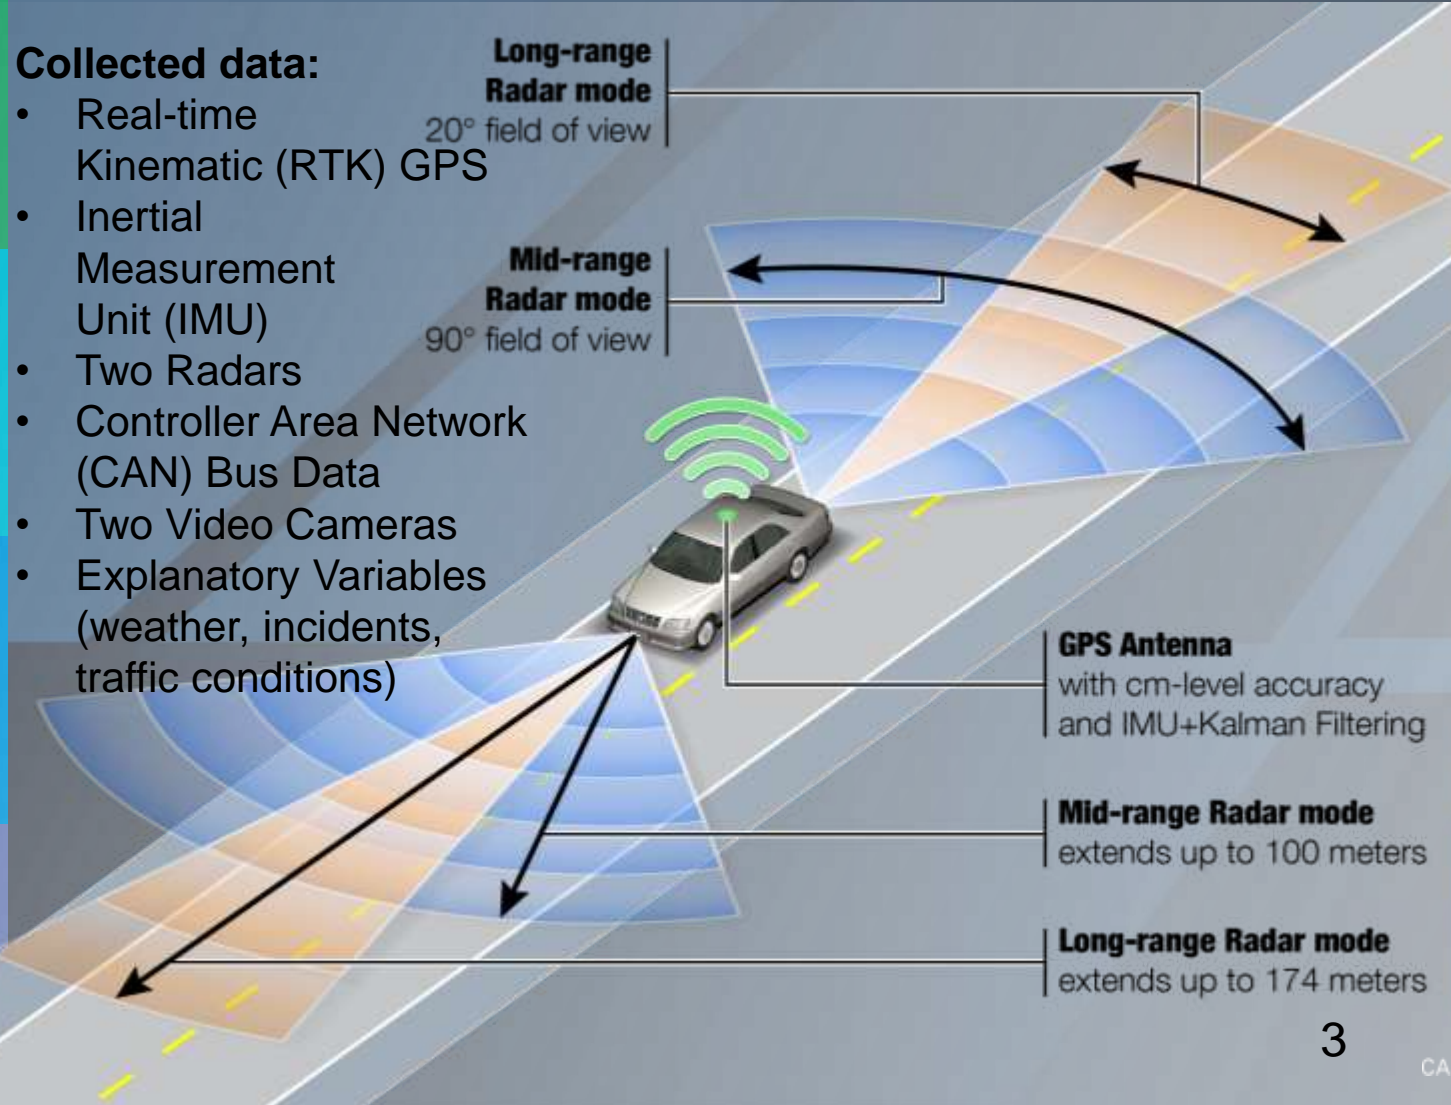 Collected data:
• Real-time
Kinematic (RTK) GPS
• Inertial
Measurement
Unit (IMU)
• Two Radars
• Controller Area Network
(CAN) Bus Data
• Two Video Cameras
• Explanatory Variables
(weather, incidents,
traffic conditions)
Long-range
Radar mode
20° field of view
Mid-range
Radar mode
90° field of view
GPS Antenna
with cm-level accuracy
and IMU+Kalman Filtering
Mid-range Radar mode
extends up to 100 meters
Long-range Radar mode
extends up to 174 meters
3
CA